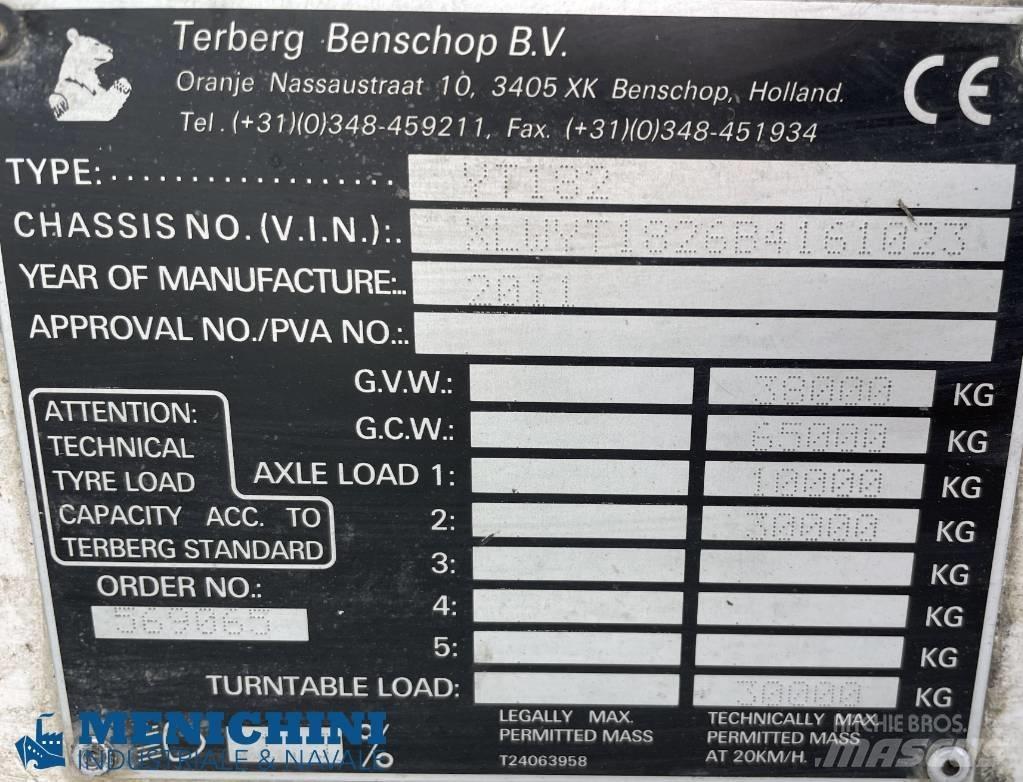 Terberg Benschop B.V.
Oranje Nassaustraat 10, 3405 XK Benschop, Holland.
Tel. (+31)(0)348-459211, Fax. (+31)(0)348-451934
CE
TYPE:.................. YT182
CHASSIS NO. (V.I.N.):. XLUYT1826B4161023
YEAR OF MANUFACTURE:.. 2011
APPROVAL NO./PVA NO.:.
G.V.W.: 38000 KG
G.C.W.: 65000 KG
AXLE LOAD 1: 10000 KG
2: 30000 KG
3: KG
4: KG
5: KG
TURNTABLE LOAD: 30000 KG
ATTENTION:
TECHNICAL
TYRE LOAD
CAPACITY ACC. TO
TERBERG STANDARD
ORDER NO.:
569065
LEGALLY MAX.
PERMITTED MASS
T24063958
TECHNICALLY MAX.
PERMITTED MASS
AT 20KM/H.
MENICHINI
INDUSTRIALE & NAVALE
%
RITCHIE BROS.
MASCUS